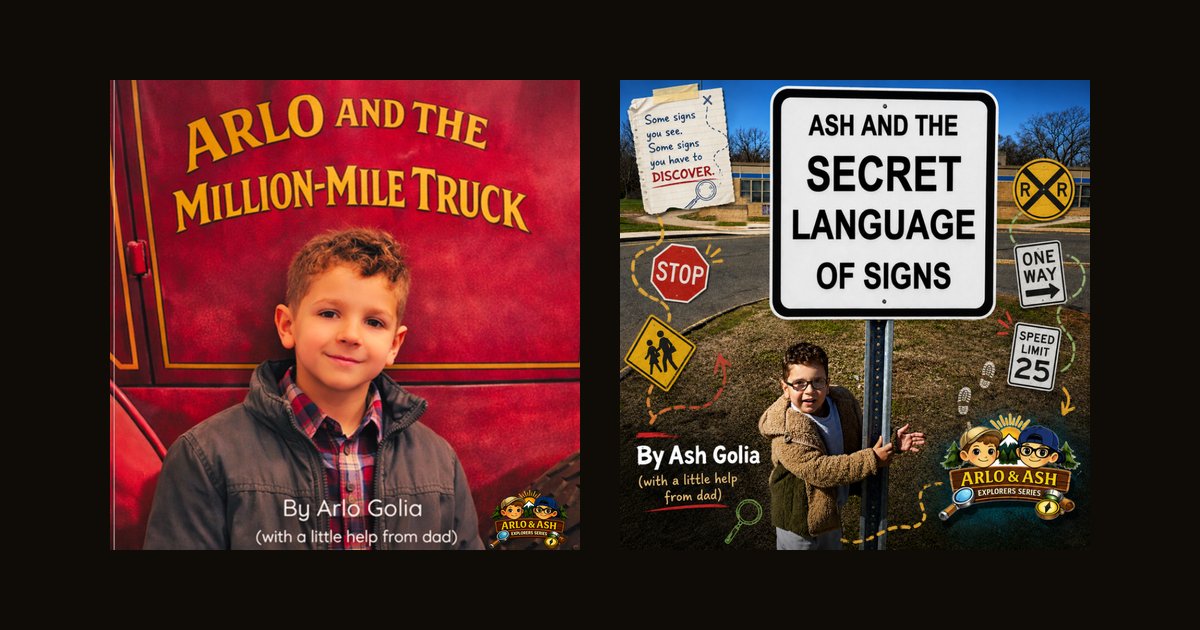 ARLO AND THE
MILLION-MILE TRUCK
By Arlo Golia
(with a little help from dad)
ARLO & ASH
EXPLORERS SERIES
Some signs
you see.
Some signs
you have to
DISCOVER.
ASH AND THE
SECRET
LANGUAGE
OF SIGNS
R R
STOP
ONE
WAY
SPEED
LIMIT
25
By Ash Golia
(with a little help
from dad)
ARLO & ASH
EXPLORERS SERIES